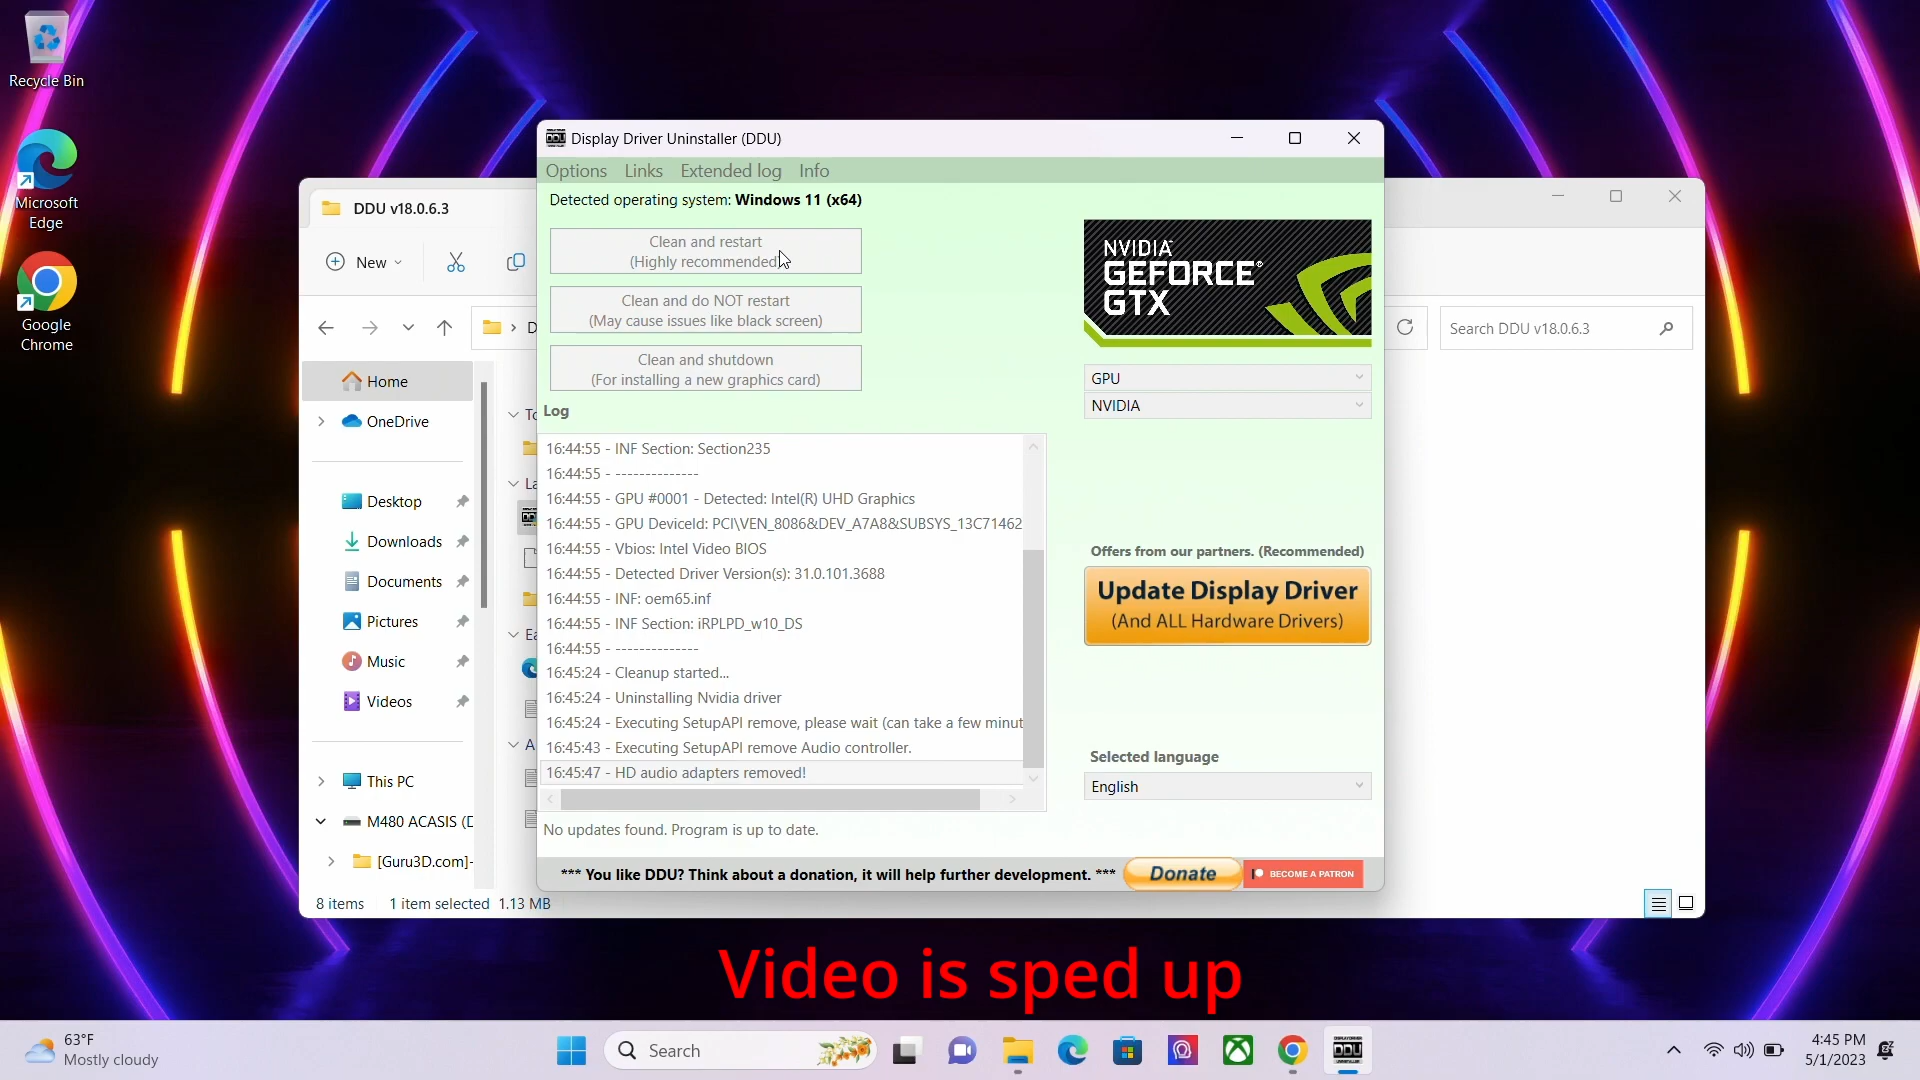 Recycle Bin
Microsoft
Edge
Google
Chrome
DDU v18.0.6.3
New
D
Search DDU v18.0.6.3
Home
OneDrive
Desktop
Downloads
Documents
Pictures
Music
Videos
This PC
M480 ACASIS (D
[Guru3D.com]-
8 items
1 item selected 1.13 MB
Display Driver Uninstaller (DDU)
Options Links Extended log Info
Detected operating system: Windows 11 (x64)
Clean and restart
(Highly recommended)
Clean and do NOT restart
(May cause issues like black screen)
Clean and shutdown
(For installing a new graphics card)
NVIDIA
GEFORCE®
GTX
GPU
NVIDIA
Log
16:44:55 - INF Section: Section235
16:44:55 - --------------
16:44:55 - GPU #0001 - Detected: Intel(R) UHD Graphics
16:44:55 - GPU DeviceId: PCI\VEN_8086&DEV_A7A8&SUBSYS_13C71462
16:44:55 - Vbios: Intel Video BIOS
16:44:55 - Detected Driver Version(s): 31.0.101.3688
16:44:55 - INF: oem65.inf
16:44:55 - INF Section: iRPLPD_w10_DS
16:44:55 - --------------
16:45:24 - Cleanup started...
16:45:24 - Uninstalling Nvidia driver
16:45:24 - Executing SetupAPI remove, please wait (can take a few minut
16:45:43 - Executing SetupAPI remove Audio controller.
16:45:47 - HD audio adapters removed!
Offers from our partners. (Recommended)
Update Display Driver
(And ALL Hardware Drivers)
Selected language
English
No updates found. Program is up to date.
*** You like DDU? Think about a donation, it will help further development. ***
Donate
BECOME A PATRON
Video is sped up
63°F
Mostly cloudy
Search
4:45 PM
5/1/2023